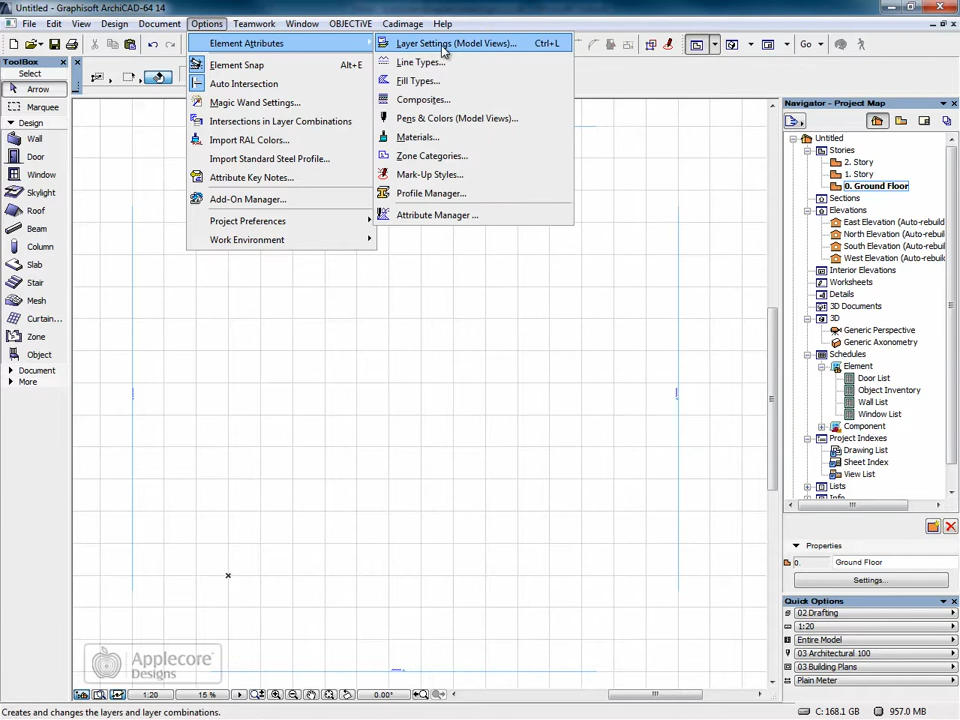 Untitled - Graphisoft ArchiCAD-64 14
File Edit View Design Document Options Teamwork Window OBJECTiVE Cadimage Help
ToolBox
Select
Arrow
Marquee
Design
Wall
Door
Window
Skylight
Roof
Beam
Column
Slab
Stair
Mesh
Curtain...
Zone
Object
Document
More
Element Attributes
Element Snap Alt+E
Auto Intersection
Magic Wand Settings...
Intersections in Layer Combinations
Import RAL Colors...
Import Standard Steel Profile...
Attribute Key Notes...
Add-On Manager...
Project Preferences
Work Environment
Layer Settings (Model Views)... Ctrl+L
Line Types...
Fill Types...
Composites...
Pens & Colors (Model Views)...
Materials...
Zone Categories...
Mark-Up Styles...
Profile Manager...
Attribute Manager ...
Go
Navigator - Project Map
Untitled
Stories
2. Story
1. Story
0. Ground Floor
Sections
Elevations
East Elevation (Auto-rebuild
North Elevation (Auto-rebuil
South Elevation (Auto-rebuil
West Elevation (Auto-rebuild
Interior Elevations
Worksheets
Details
3D Documents
3D
Generic Perspective
Generic Axonometry
Schedules
Element
Door List
Object Inventory
Wall List
Window List
Component
Project Indexes
Drawing List
Sheet Index
View List
Lists
Info
Properties
0. Ground Floor
Settings...
Quick Options
02 Drafting
1:20
Entire Model
03 Architectural 100
03 Building Plans
Plain Meter
Applecore
Designs
1:20 15 % 0.00°
Creates and changes the layers and layer combinations.
C: 168.1 GB 957.0 MB